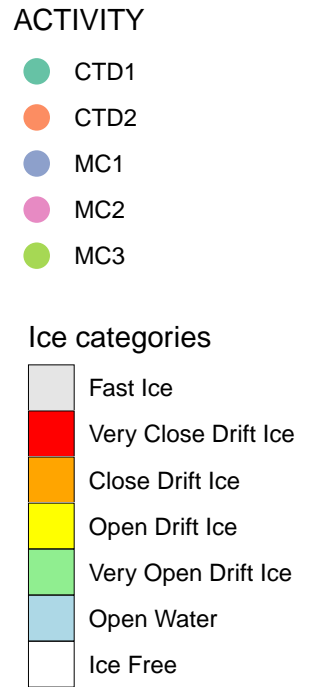 ACTIVITY
CTD1
CTD2
MC1
MC2
MC3
Ice categories
Fast Ice
Very Close Drift Ice
Close Drift Ice
Open Drift Ice
Very Open Drift Ice
Open Water
Ice Free